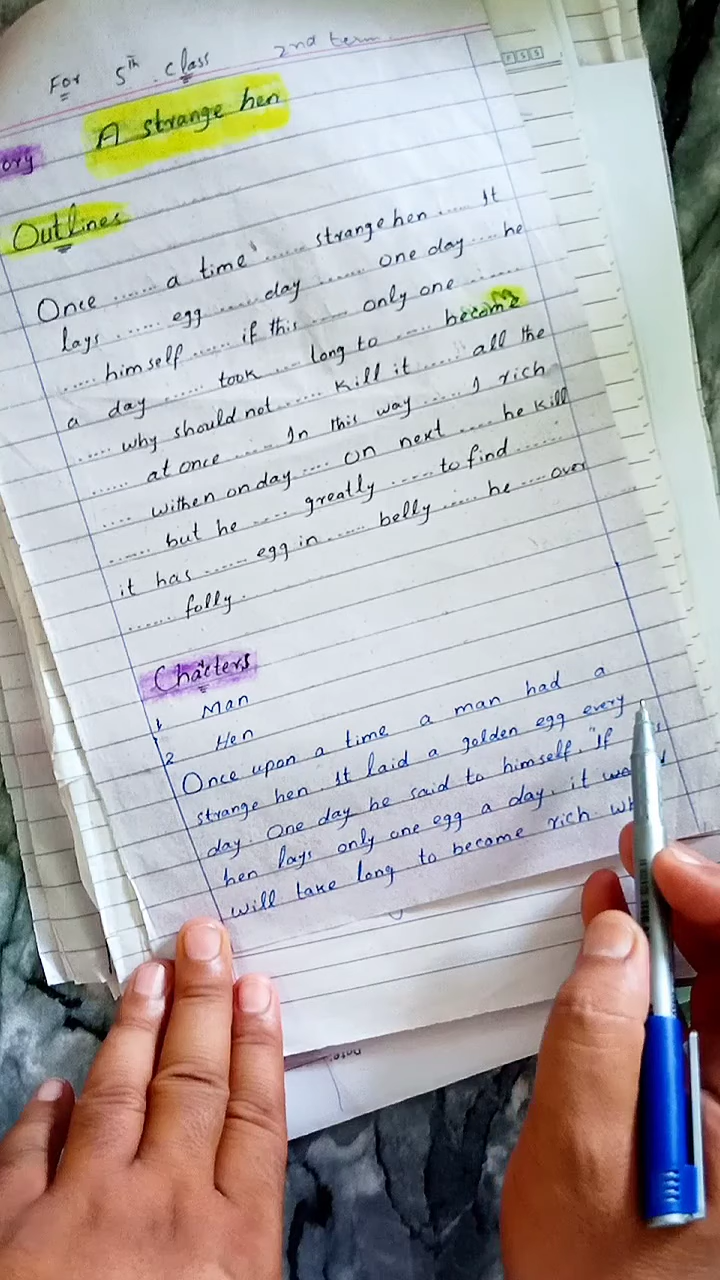 For 5th class 2nd term
ory A strange hen
Outlines
Once ...... a time ...... strange hen ..... It
lays ...... egg ..... day ...... one day .... he
..... himself ..... if this ..... only one ......
a day ...... took .... long to ..... become
..... why should not ..... kill it ..... all the
...... at once .... In this way ..... I rich
.... withen on day .... on next .... he kill
...... but he .... greatly ..... to find ......
it has ...... egg in ..... belly ..... he .... over
...... folly.
Chacters
1 Man
2 Hen
Once upon a time a man had a
strange hen. It laid a golden egg every
day. One day he said to himself. "If
hen lays only one egg a day. it
will take long to become rich